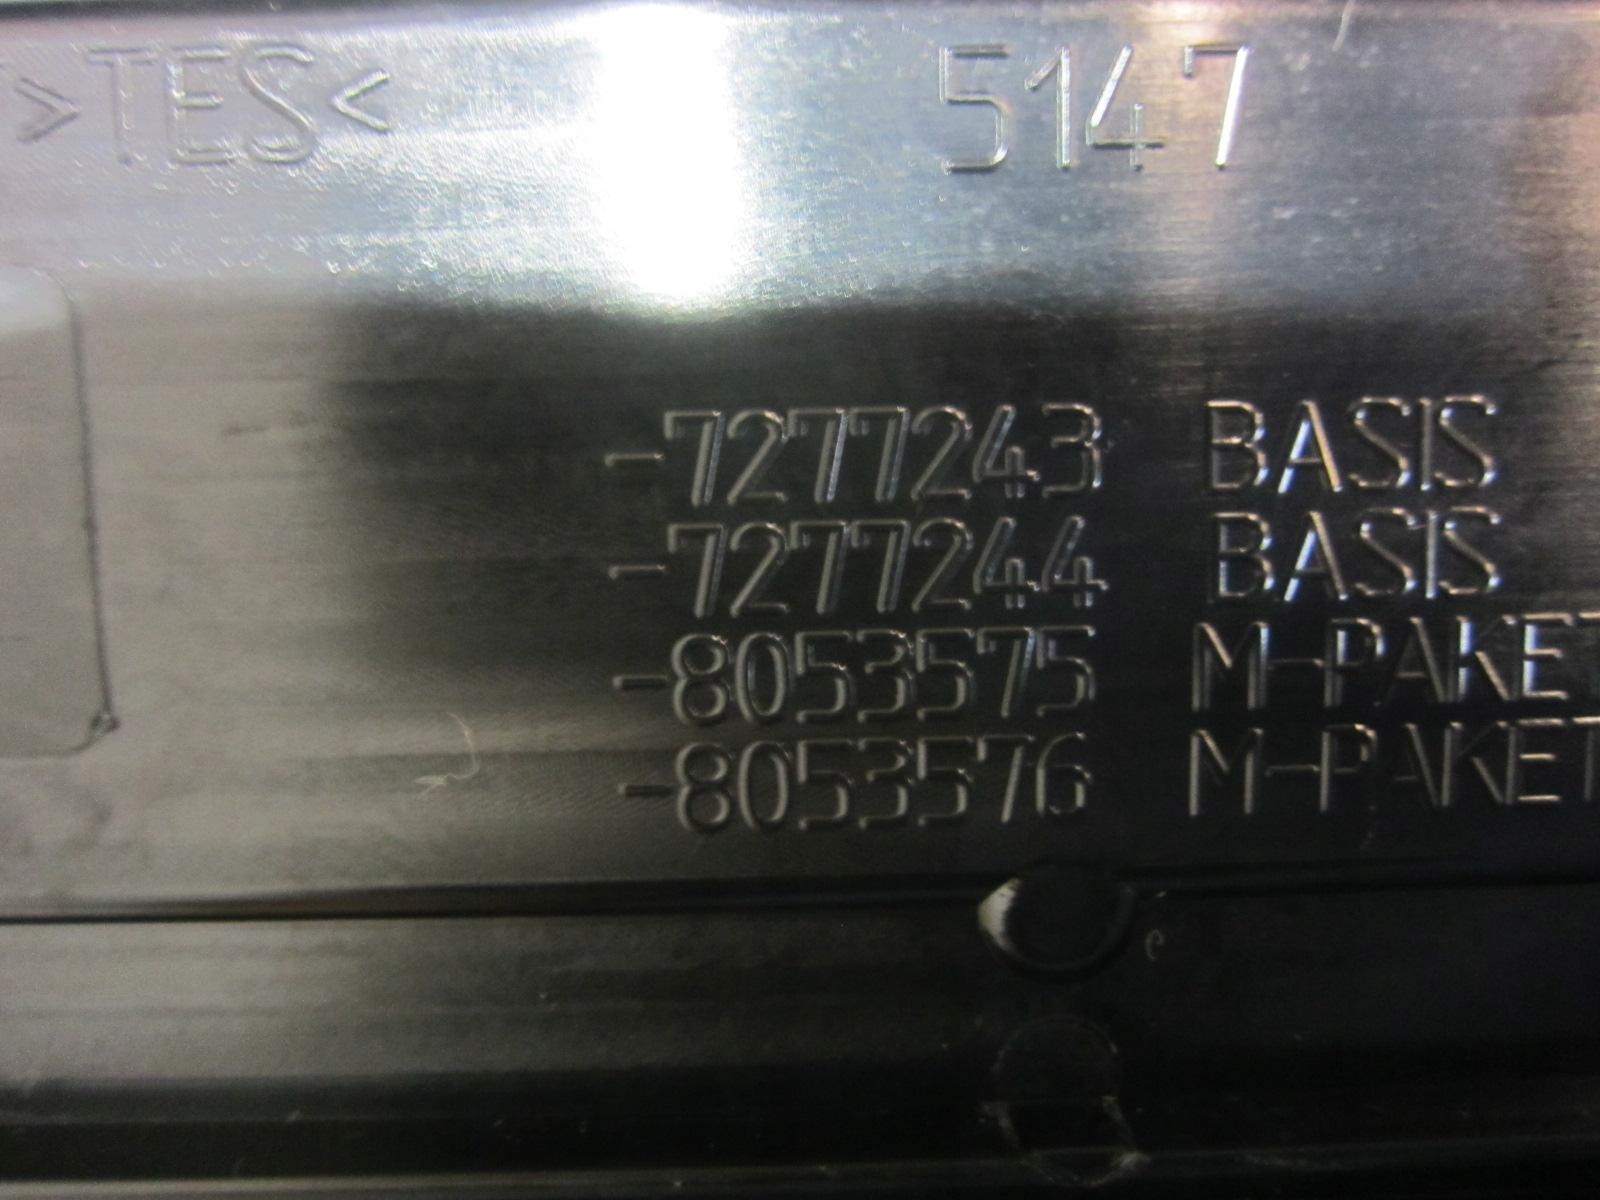 >TES< 5147
-7277243 BASIS
-7277244 BASIS
-8053575 M-PAKET
-8053576 M-PAKET